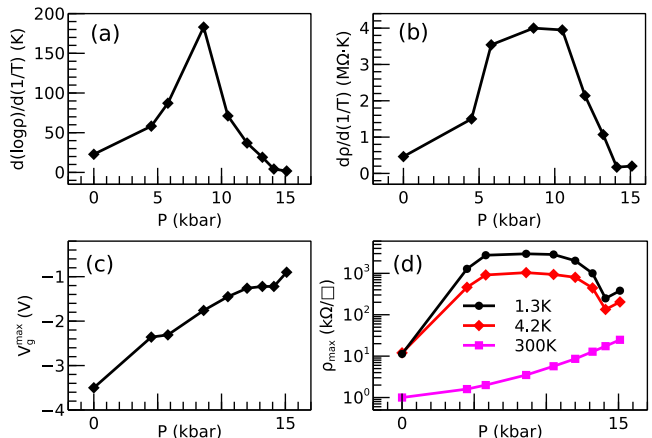 (a)
d(logρ)/d(1/T) (K)
200
150
100
50
0
0 5 10 15
P (kbar)
(b)
dρ/d(1/T) (MΩ·K)
4
2
0
0 5 10 15
P (kbar)
(c)
V_g^max (V)
−1
−2
−3
−4
0 5 10 15
P (kbar)
(d)
ρ_max (kΩ/□)
10^3
10^2
10^1
10^0
1.3K
4.2K
300K
0 15
P (kbar)